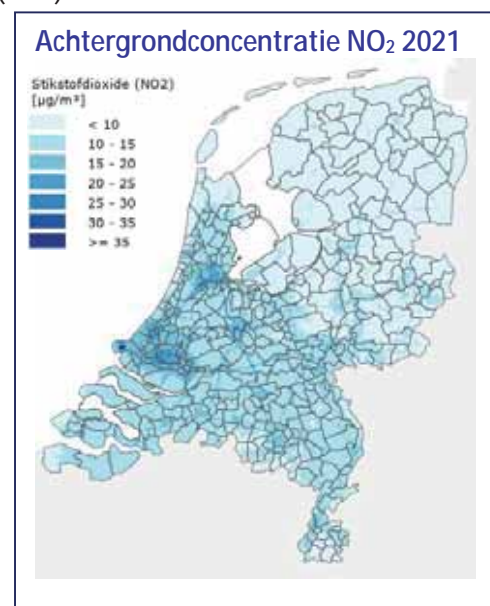 Achtergrondconcentratie NO₂ 2021
Stikstofdioxide (NO2)
[µg/m³]
< 10
10 - 15
15 - 20
20 - 25
25 - 30
30 - 35
>= 35